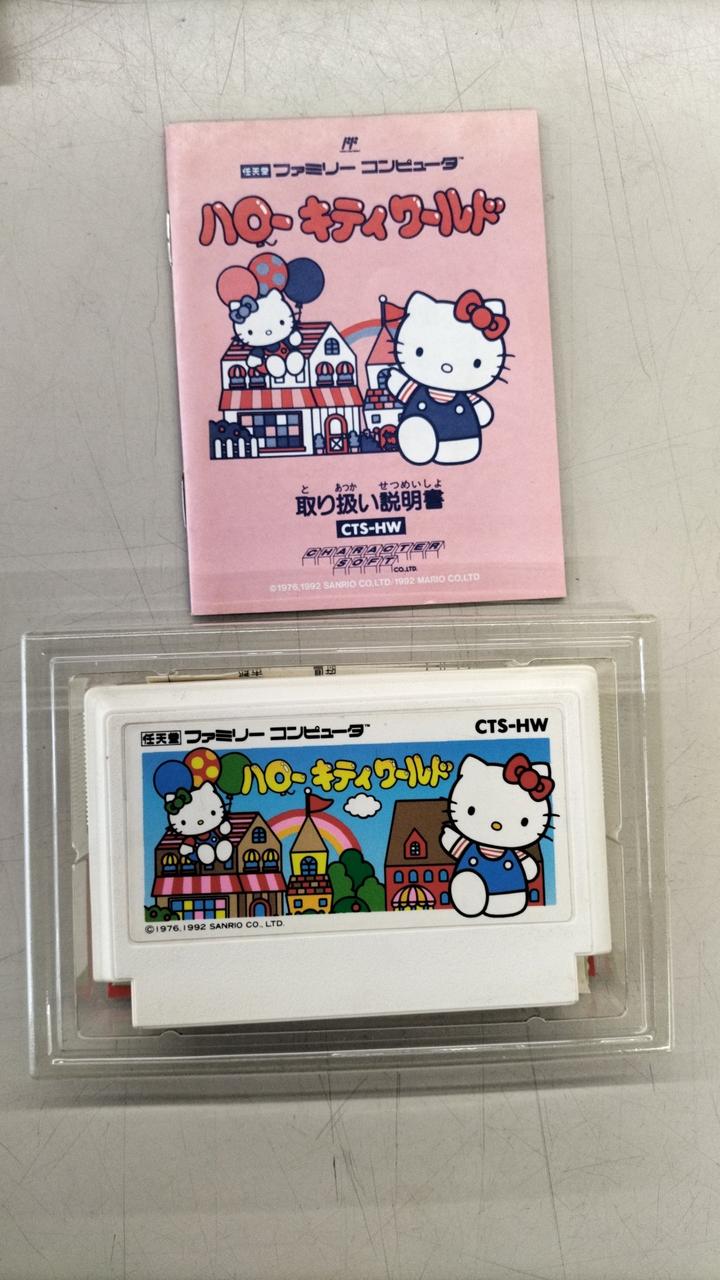 任天堂 ファミリー コンピュータ™
ハロー キティ ワールド
と あつか せつめいしょ
取り扱い説明書
CTS-HW
CHARACTER
SOFT CO.,LTD.
©1976,1992 SANRIO CO.,LTD. 1992 MARIO CO.,LTD
任天堂 ファミリー コンピュータ™
CTS-HW
ハロー キティ ワールド
©1976,1992 SANRIO CO., LTD.